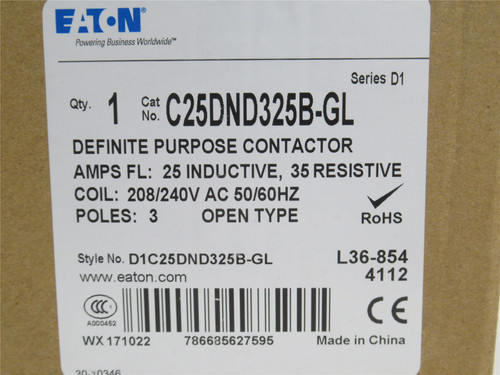 EATON
Powering Business Worldwide™
Series D1
Qty. 1 Cat No. C25DND325B-GL
DEFINITE PURPOSE CONTACTOR
AMPS FL: 25 INDUCTIVE, 35 RESISTIVE
COIL: 208/240V AC 50/60HZ
POLES: 3 OPEN TYPE
RoHS
Style No. D1C25DND325B-GL
L36-854
www.eaton.com
4112
CCC
A000462
CE
WX 171022 786685627595 Made in China